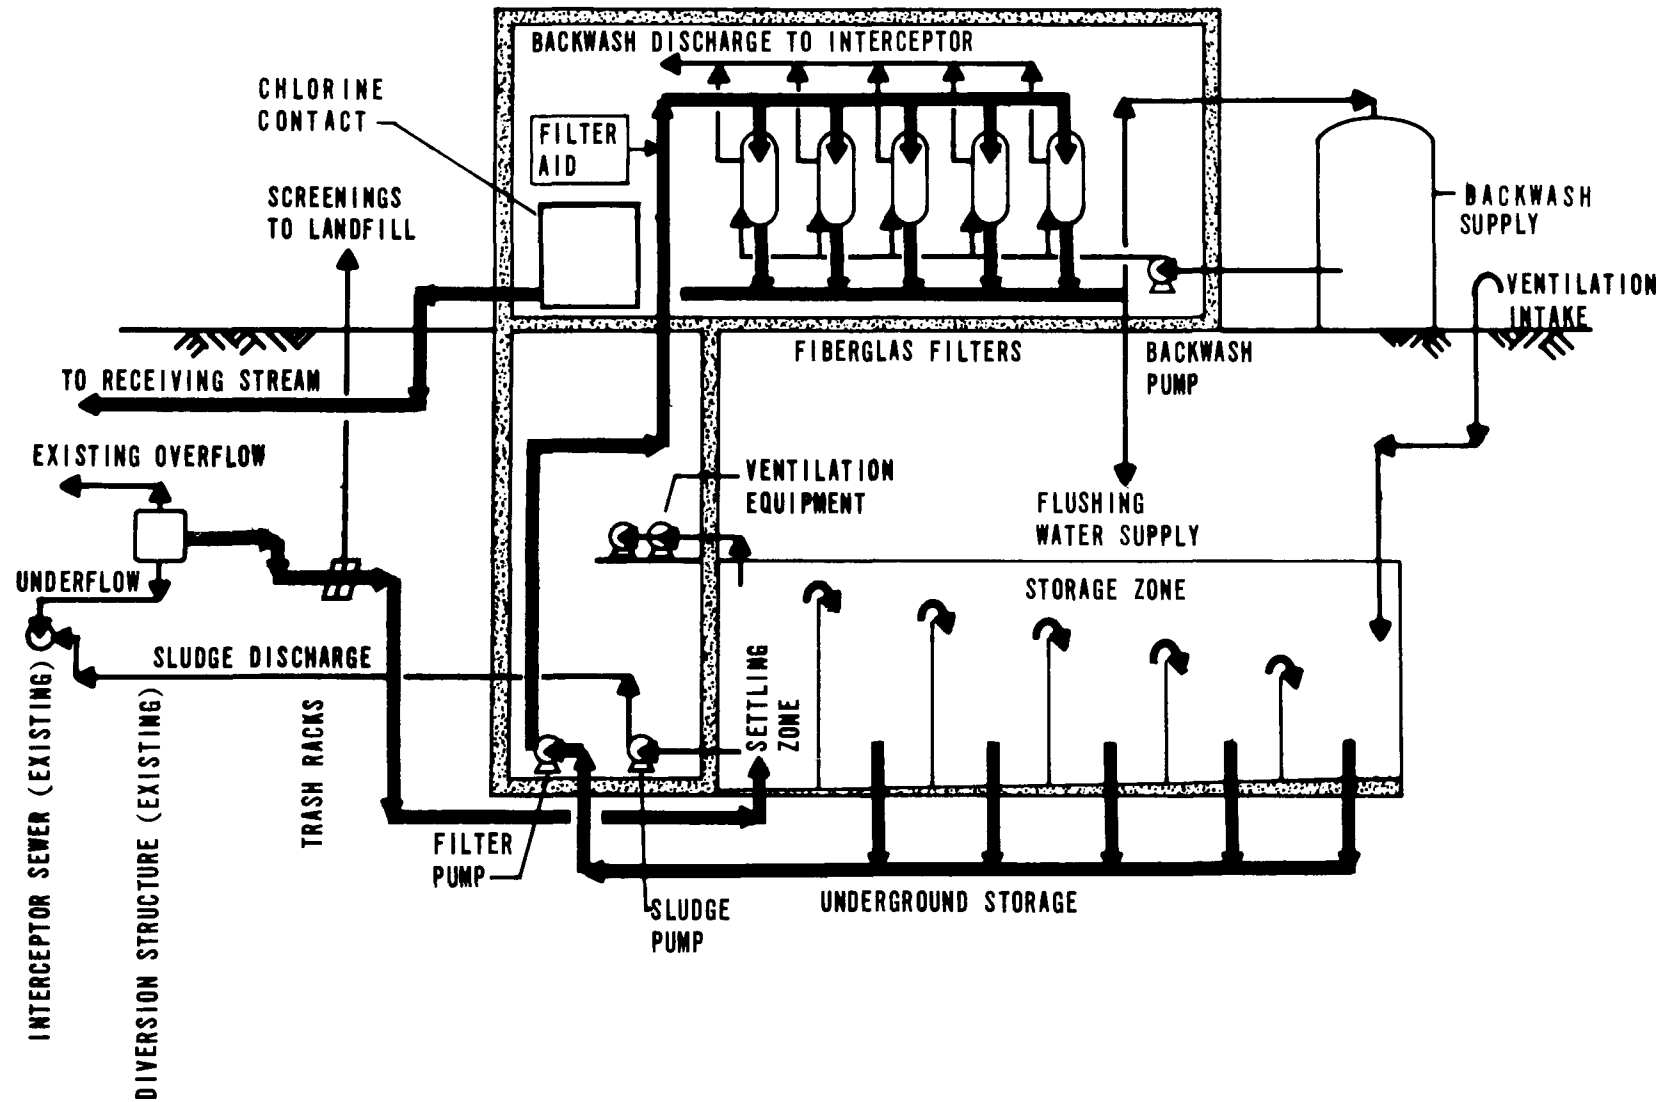 BACKWASH DISCHARGE TO INTERCEPTOR
CHLORINE
CONTACT
FILTER
AID
SCREENINGS
TO LANDFILL
BACKWASH
SUPPLY
VENTILATION
INTAKE
FIBERGLAS FILTERS
BACKWASH
PUMP
TO RECEIVING STREAM
EXISTING OVERFLOW
VENTILATION
EQUIPMENT
FLUSHING
WATER SUPPLY
UNDERFLOW
STORAGE ZONE
SLUDGE DISCHARGE
SETTLING
ZONE
INTERCEPTOR SEWER (EXISTING)
DIVERSION STRUCTURE (EXISTING)
TRASH RACKS
FILTER
PUMP
SLUDGE
PUMP
UNDERGROUND STORAGE